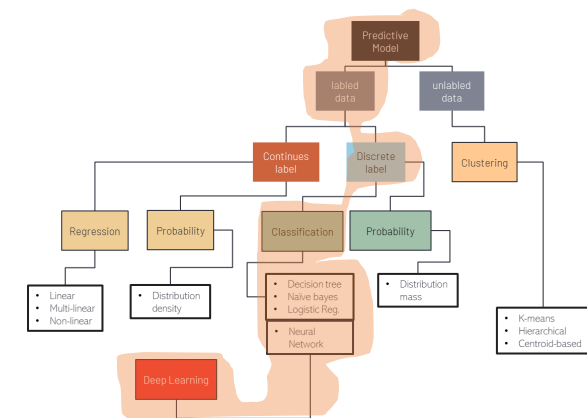 Predictive
Model
labled
data
unlabled
data
Continues
label
Discrete
label
Clustering
Regression
Probability
Classification
Probability
• Linear
• Multi-linear
• Non-linear
• Distribution
density
• Decision tree
• Naïve bayes
• Logistic Reg.
• Distribution
mass
• Neural
Network
• K-means
• Hierarchical
• Centroid-based
Deep Learning